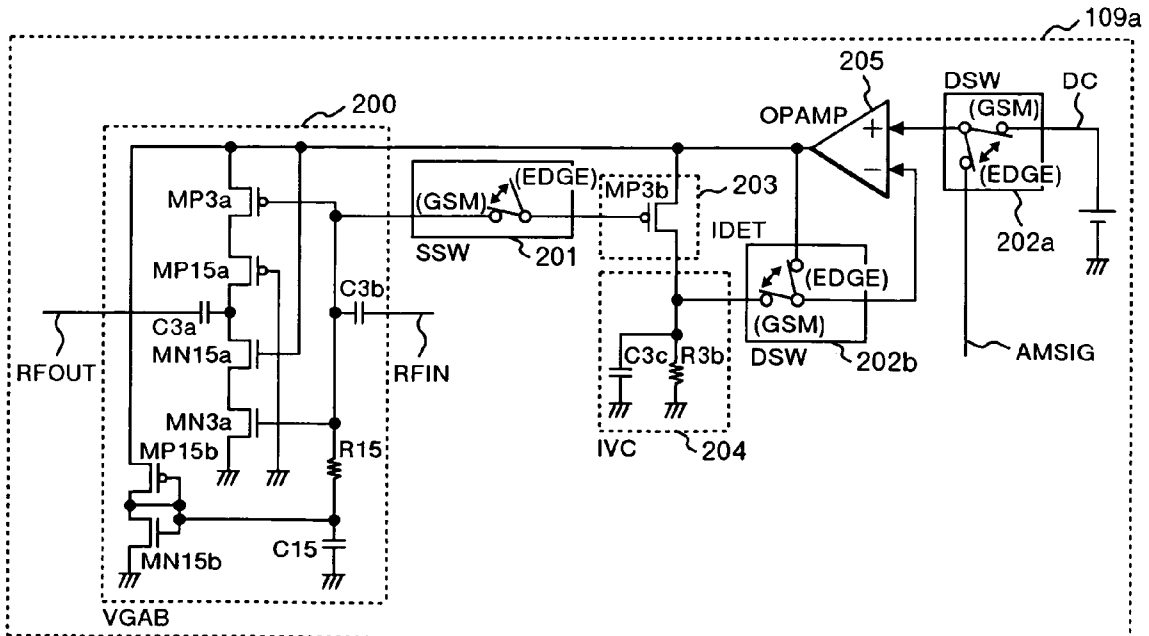 109a
205
DSW
DC
OPAMP
(GSM)
200
+
−
(EDGE)
(EDGE)
MP3b
203
MP3a
(GSM)
202a
IDET
SSW
201
MP15a
C3b
(EDGE)
C3a
(GSM)
MN15a
C3c
R3b
DSW
202b
AMSIG
RFOUT
RFIN
MN3a
R15
MP15b
IVC
204
C15
MN15b
VGAB